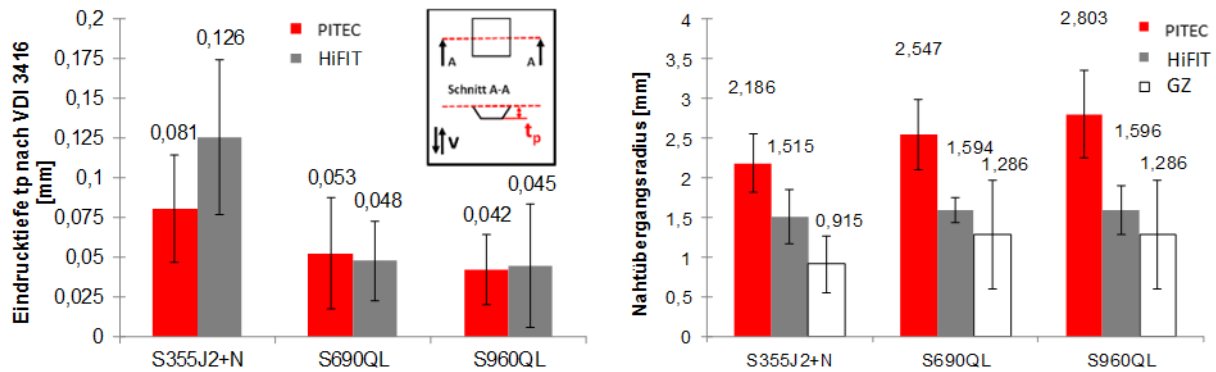 Eindrucktiefe tp nach VDI 3416
[mm]
0,2
0,175
0,15
0,125
0,1
0,075
0,05
0,025
0
PITEC
HiFIT
0,081
0,126
0,053
0,048
0,042
0,045
S355J2+N
S690QL
S960QL
A
A
Schnitt A-A
tp
V
Nahtübergangsradius [mm]
4
3,5
3
2,5
2
1,5
1
5,5
0
PITEC
HiFIT
GZ
2,186
1,515
0,915
2,547
1,594
1,286
2,803
1,596
1,286
S355J2+N
S690QL
S960QL